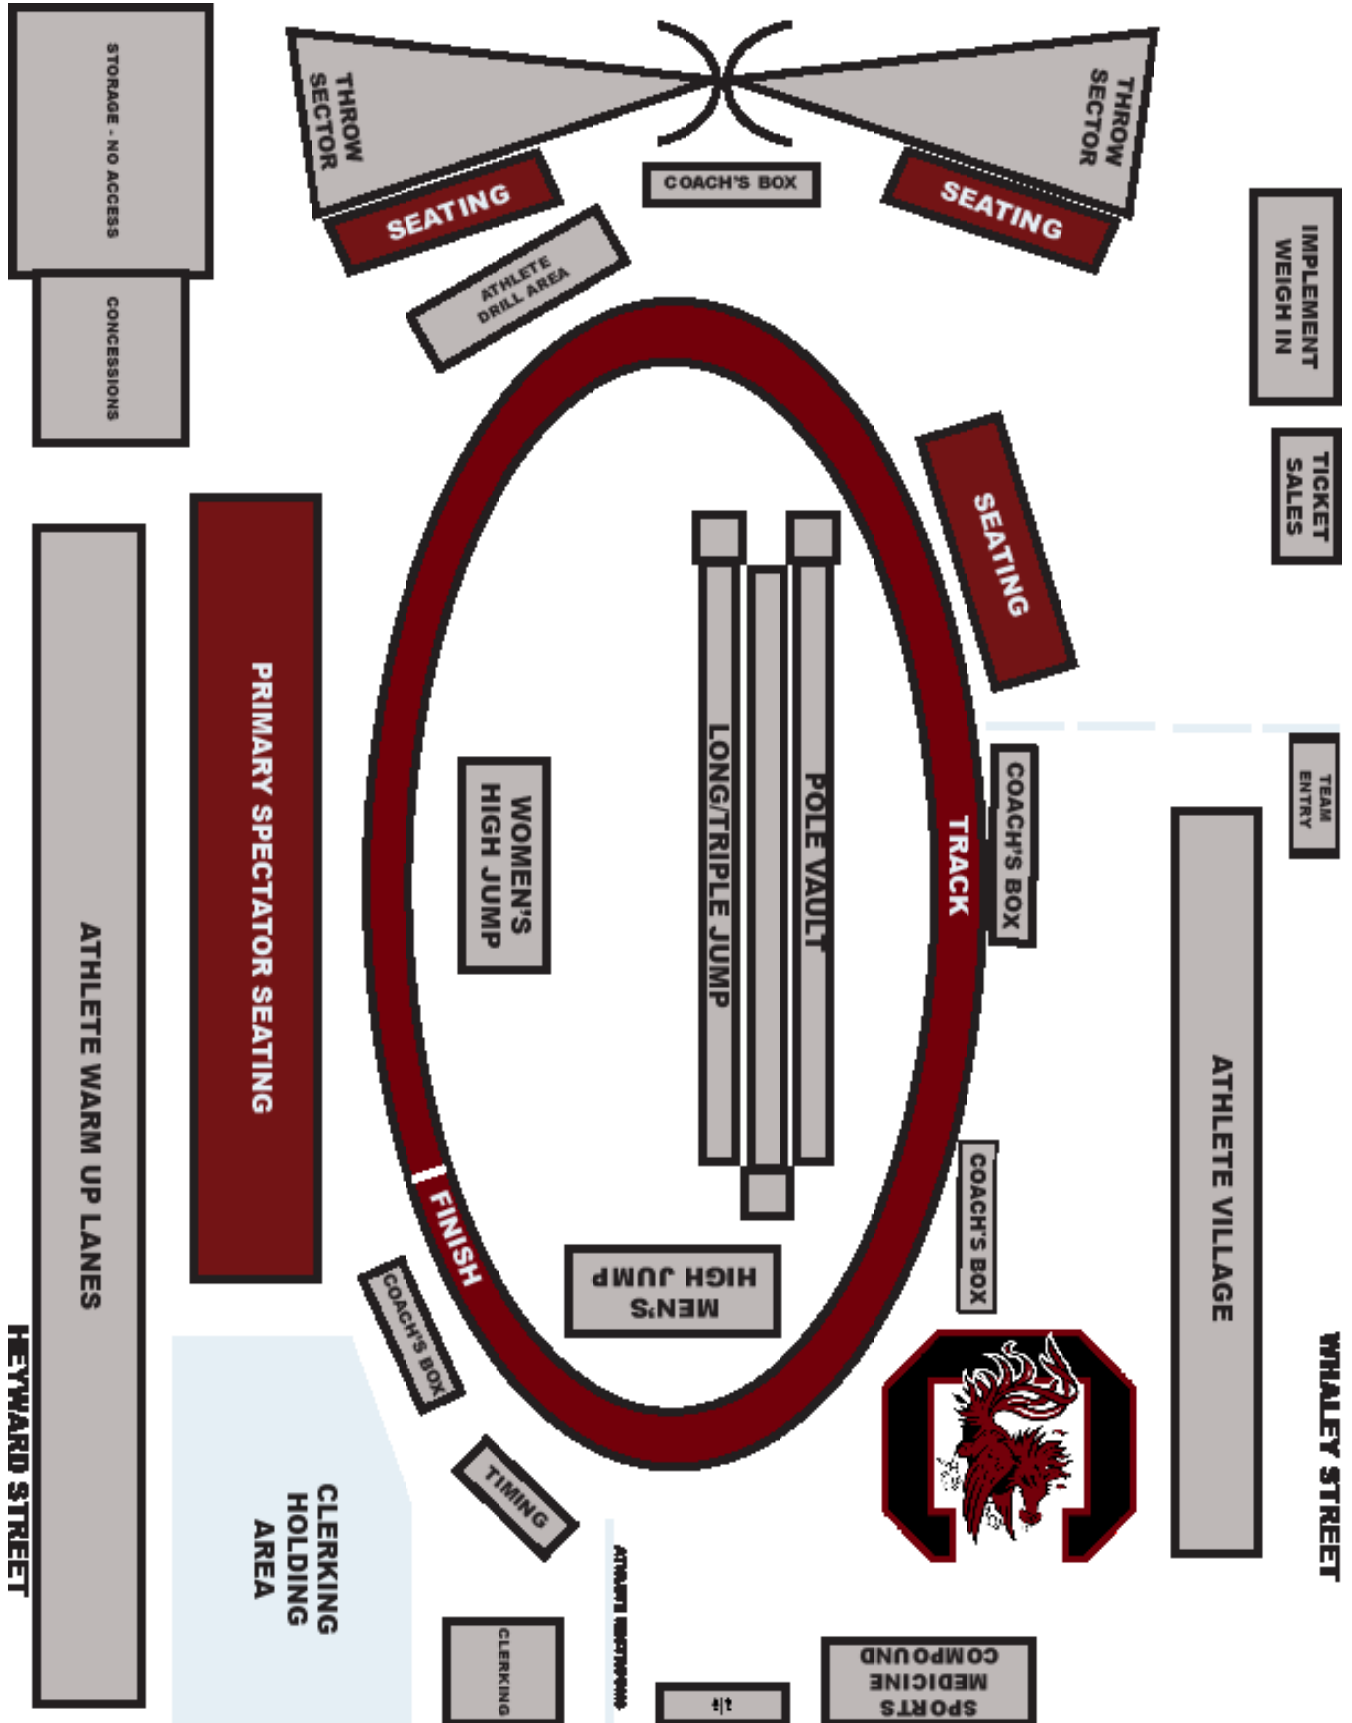 STORAGE - NO ACCESS
CONCESSIONS
THROW
SECTOR
SEATING
ATHLETE
DRILL AREA
COACH'S BOX
THROW
SECTOR
SEATING
IMPLEMENT
WEIGH IN
TICKET
SALES
SEATING
TEAM
ENTRY
COACH'S BOX
TRACK
POLE VAULT
LONG/TRIPLE JUMP
WOMEN'S
HIGH JUMP
PRIMARY SPECTATOR SEATING
ATHLETE WARM UP LANES
ATHLETE VILLAGE
COACH'S BOX
FINISH
MEN'S
HIGH JUMP
COACH'S BOX
TIMING
CLERKING
HOLDING
AREA
HEYWARD STREET
WHALEY STREET
CLERKING
SPORTS
MEDICINE
COMPOUND